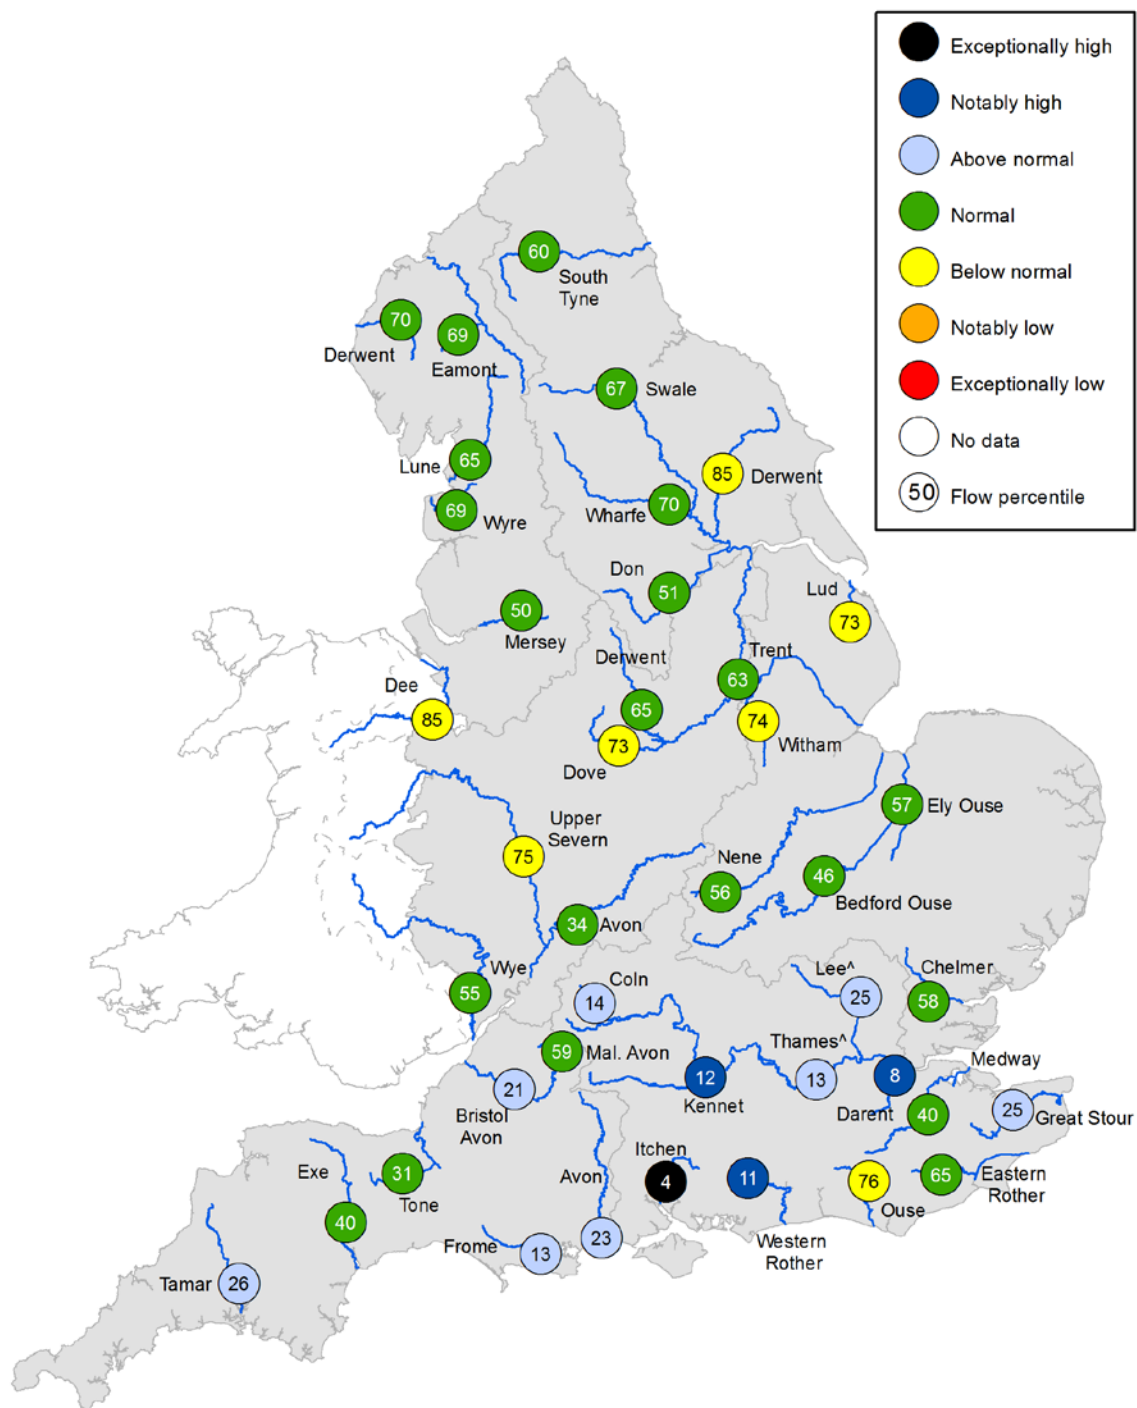 Exceptionally high
Notably high
Above normal
Normal
Below normal
Notably low
Exceptionally low
No data
50 Flow percentile
60
South
Tyne
70
Derwent
69
Eamont
67
Swale
Lune
65
85
Derwent
69
Wyre
Wharfe
70
Don
51
Lud
73
50
Mersey
Derwent
Trent
63
Dee
85
65
74
Witham
73
Dove
57
Ely Ouse
Upper
Severn
75
Nene
56
46
Bedford Ouse
34
Avon
Wye
55
Coln
14
Lee^
25
Chelmer
58
59
Mal. Avon
Thames^
13
8
Medway
12
Kennet
21
Bristol
Avon
Darent
40
25
Great Stour
Itchen
4
11
Western
Rother
76
Ouse
65
Eastern
Rother
Exe
40
31
Tone
Avon
23
Frome
13
Tamar
26